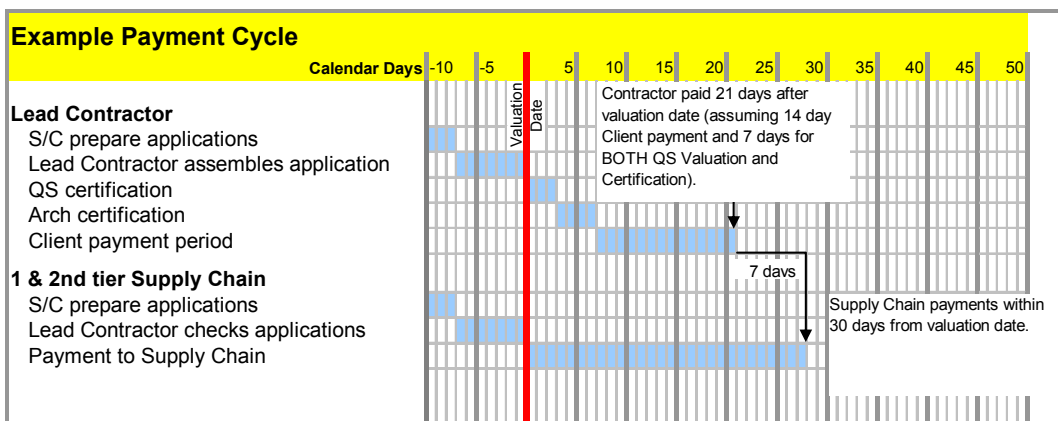 Example Payment Cycle
Calendar Days -10 -5 5 10 15 20 25 30 35 40 45 50
Valuation
Date
Contractor paid 21 days after
valuation date (assuming 14 day
Client payment and 7 days for
BOTH QS Valuation and
Certification).
Lead Contractor
S/C prepare applications
Lead Contractor assembles application
QS certification
Arch certification
Client payment period
7 days
1 & 2nd tier Supply Chain
S/C prepare applications
Lead Contractor checks applications
Payment to Supply Chain
Supply Chain payments within
30 days from valuation date.